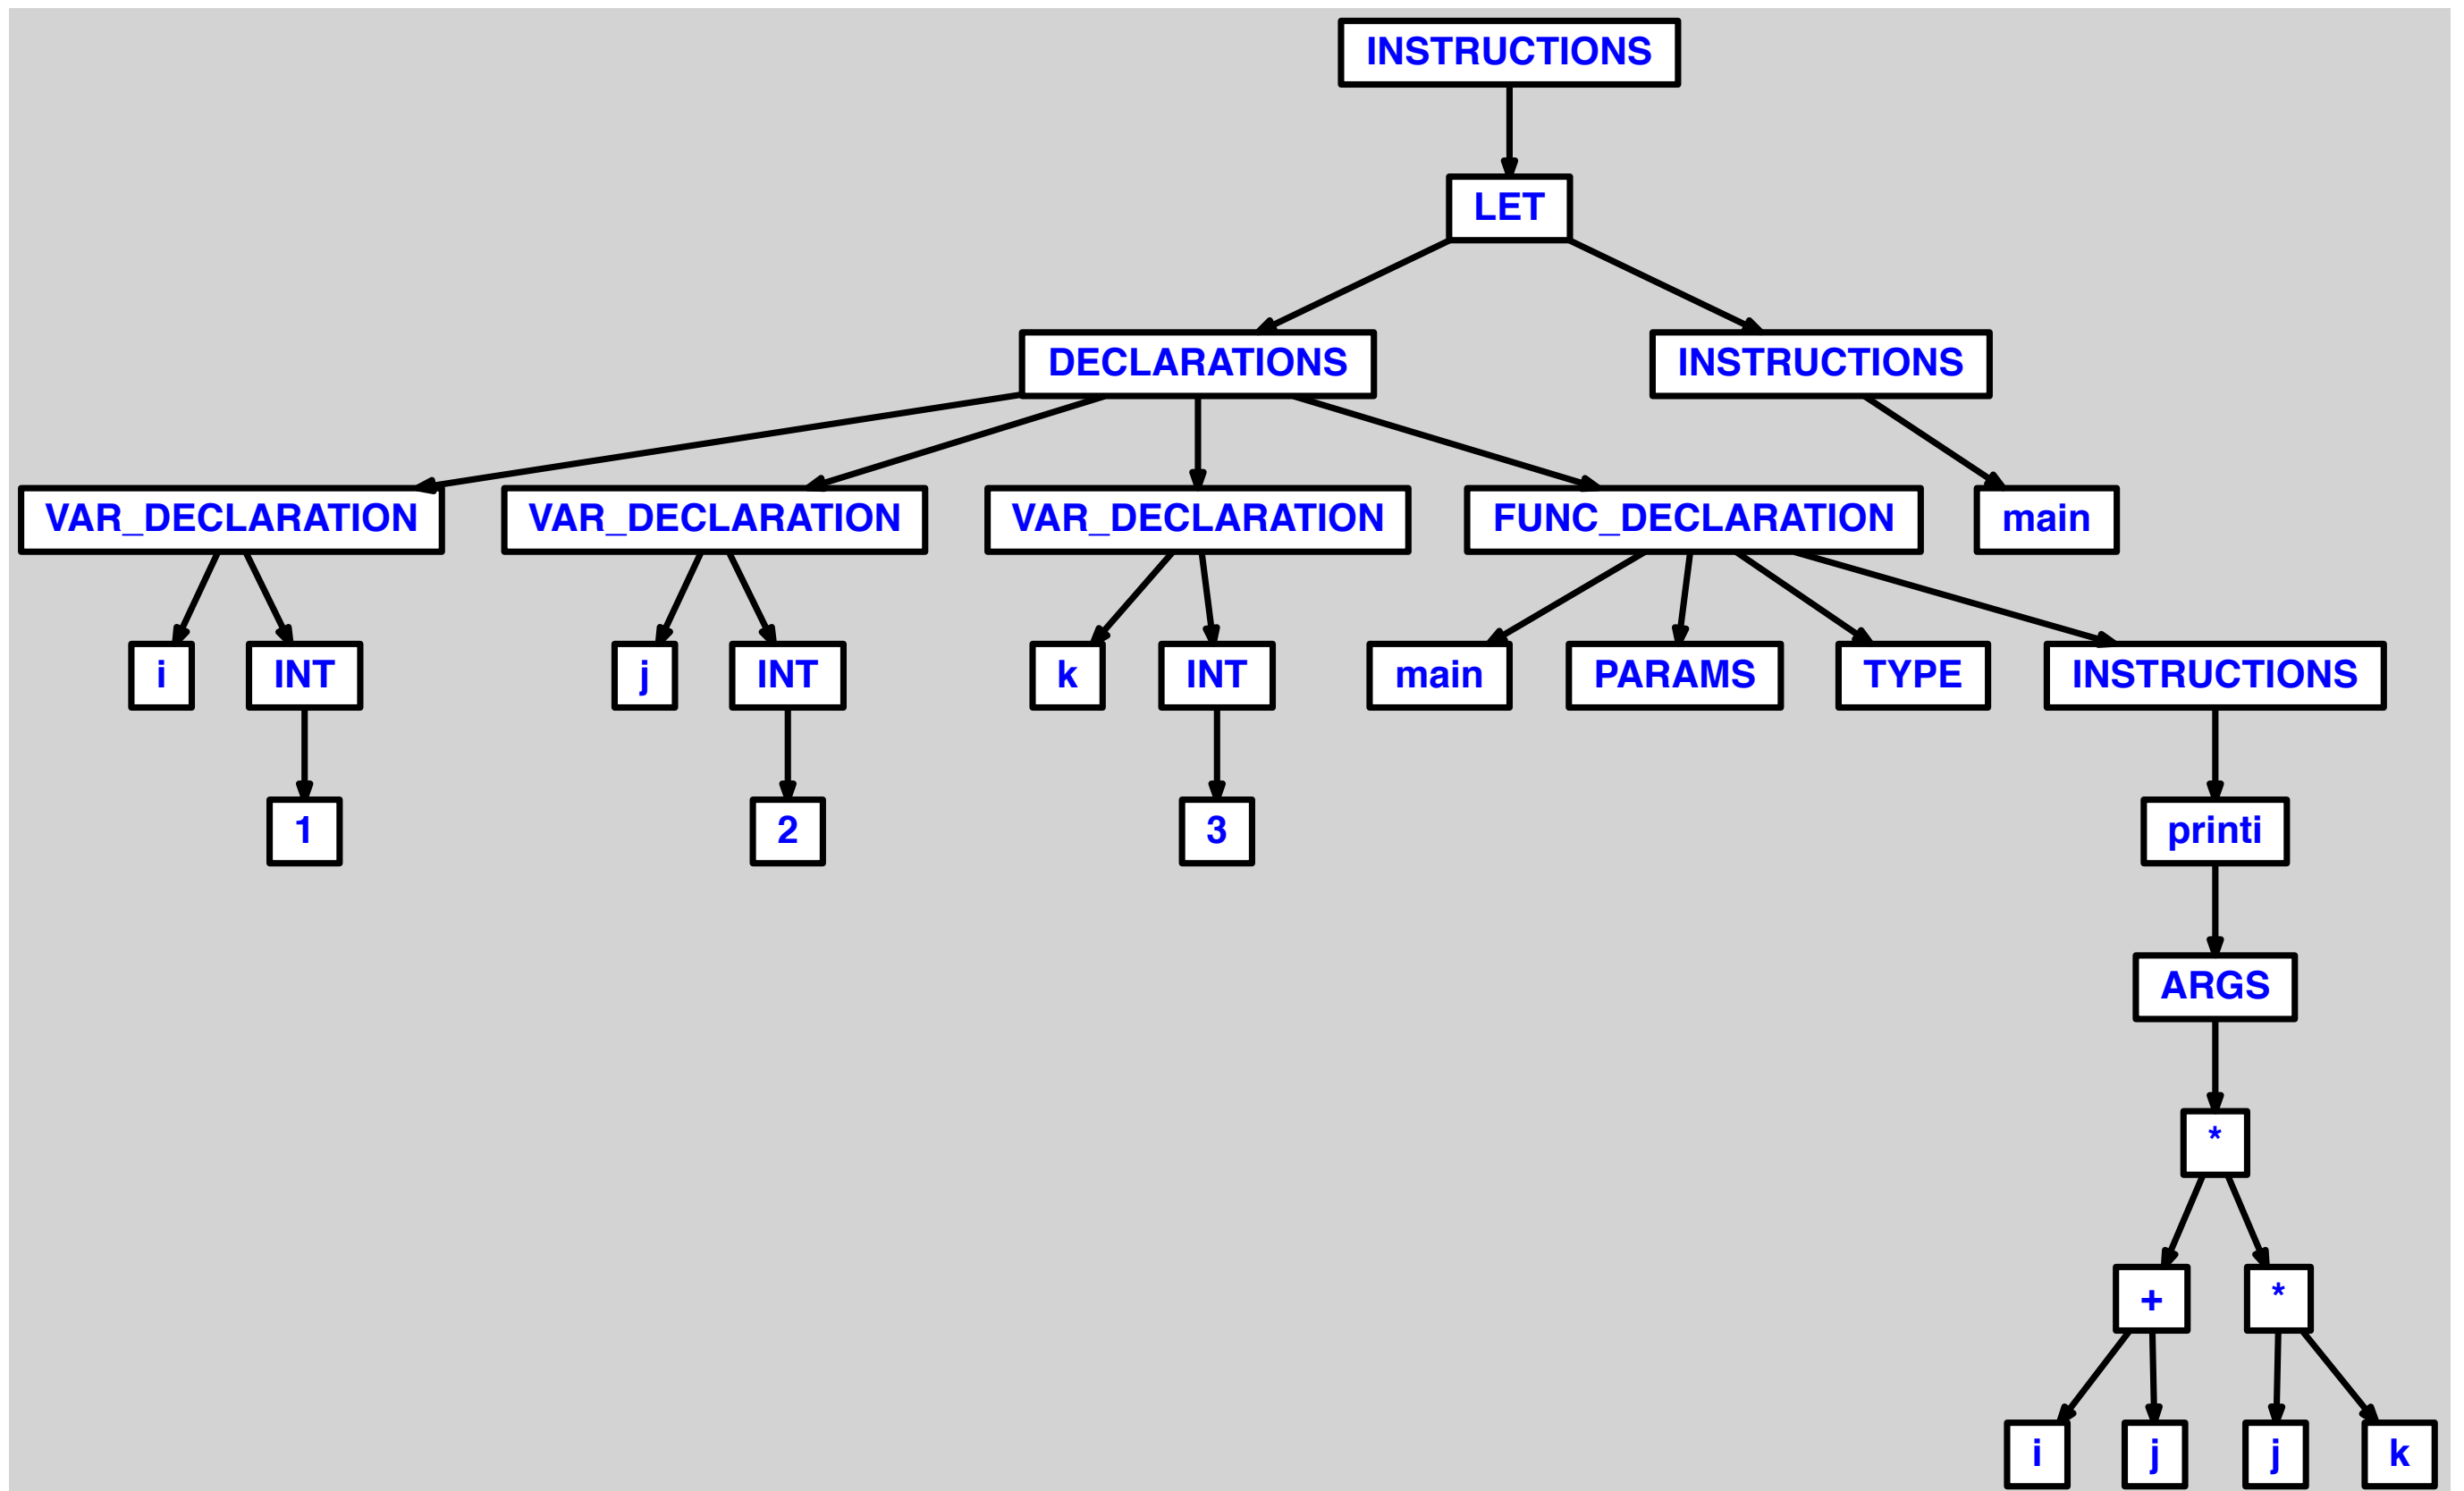 INSTRUCTIONS
LET
DECLARATIONS INSTRUCTIONS
VAR_DECLARATION VAR_DECLARATION VAR_DECLARATION FUNC_DECLARATION main
i INT j INT k INT main PARAMS TYPE INSTRUCTIONS
1 2 3 printi
ARGS
*
+ *
i j j k